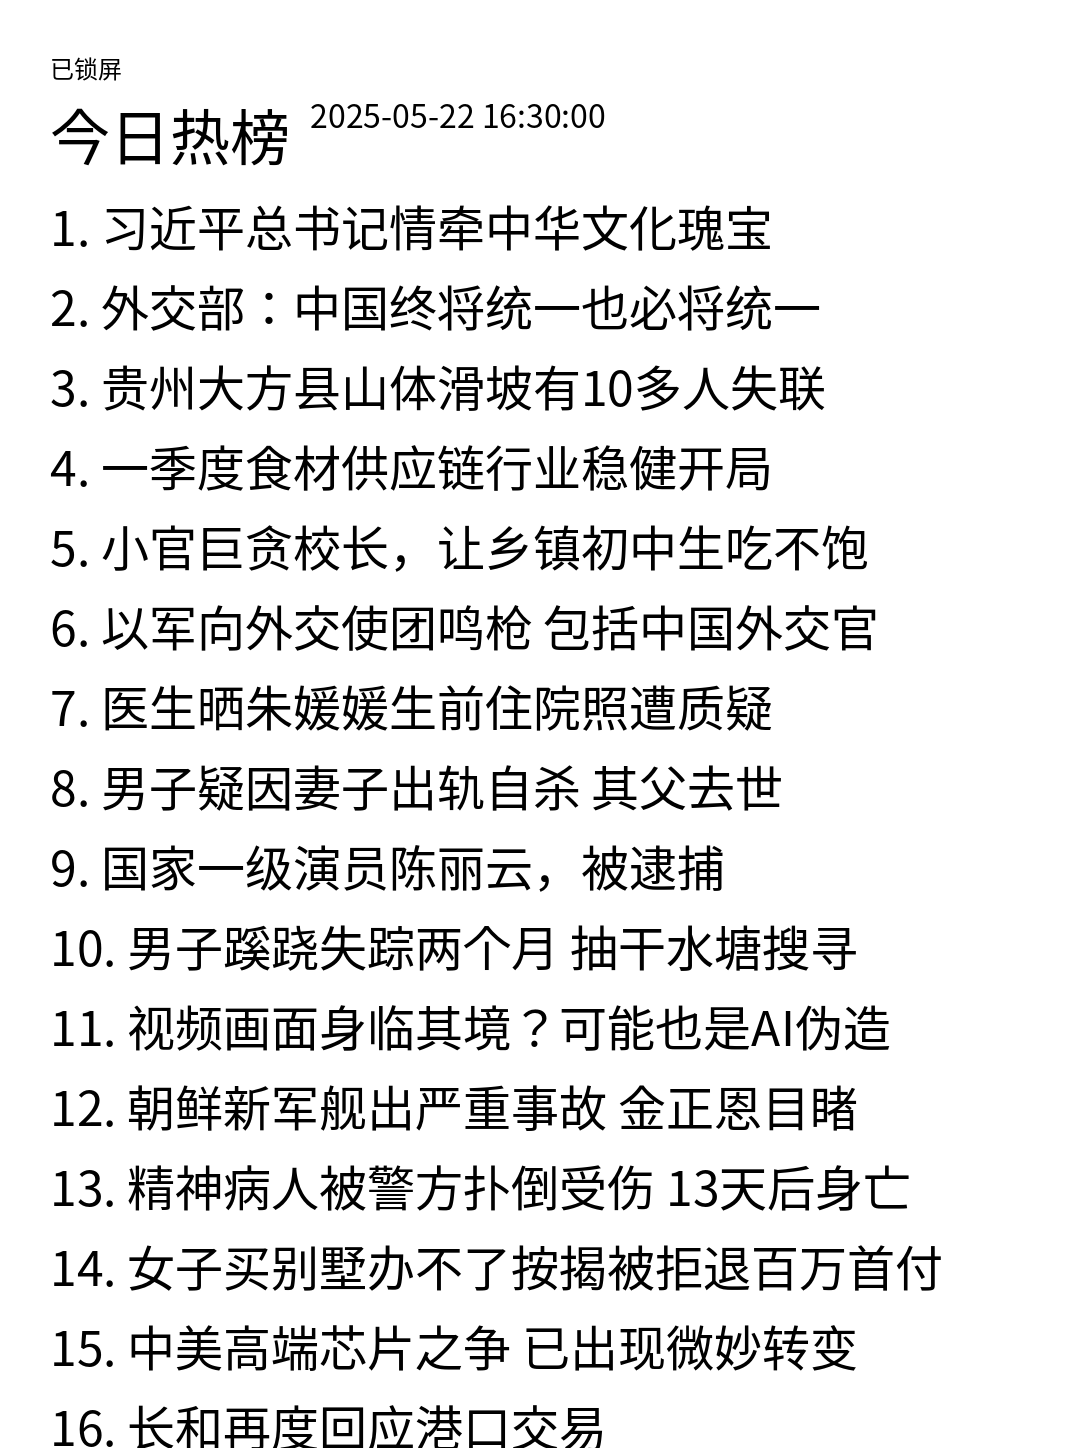 已锁屏
今日热榜 2025-05-22 16:30:00
1. 习近平总书记情牵中华文化瑰宝
2. 外交部：中国终将统一也必将统一
3. 贵州大方县山体滑坡有10多人失联
4. 一季度食材供应链行业稳健开局
5. 小官巨贪校长，让乡镇初中生吃不饱
6. 以军向外交使团鸣枪 包括中国外交官
7. 医生晒朱媛媛生前住院照遭质疑
8. 男子疑因妻子出轨自杀 其父去世
9. 国家一级演员陈丽云，被逮捕
10. 男子蹊跷失踪两个月 抽干水塘搜寻
11. 视频画面身临其境？可能也是AI伪造
12. 朝鲜新军舰出严重事故 金正恩目睹
13. 精神病人被警方扑倒受伤 13天后身亡
14. 女子买别墅办不了按揭被拒退百万首付
15. 中美高端芯片之争 已出现微妙转变
16. 长和再度回应港口交易